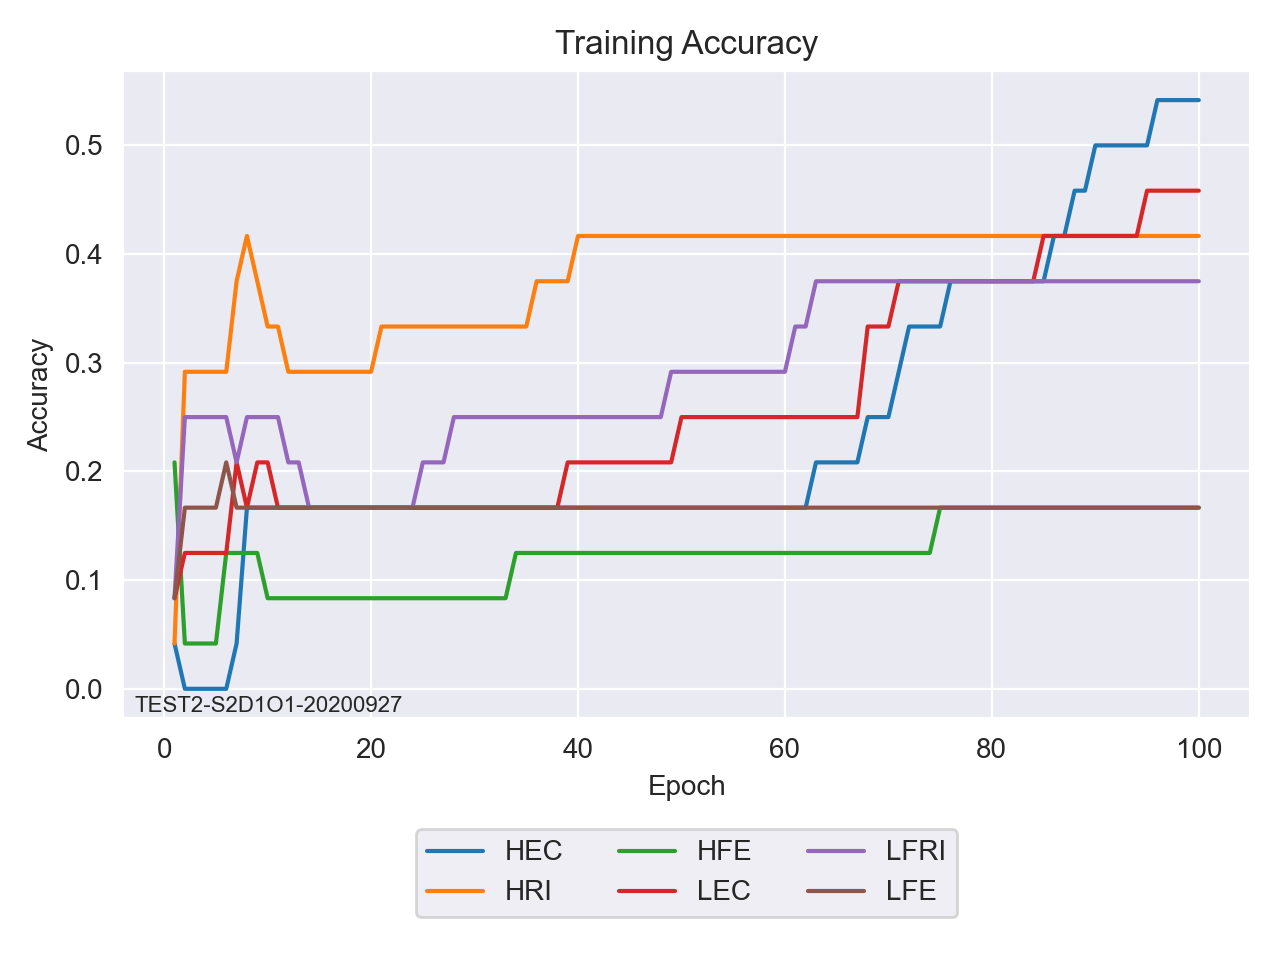 Training Accuracy
Accuracy
0.5
0.4
0.3
0.2
0.1
0.0
TEST2-S2D1O1-20200927
0 20 40 60 80 100
Epoch
HEC HFE LFRI
HRI LEC LFE